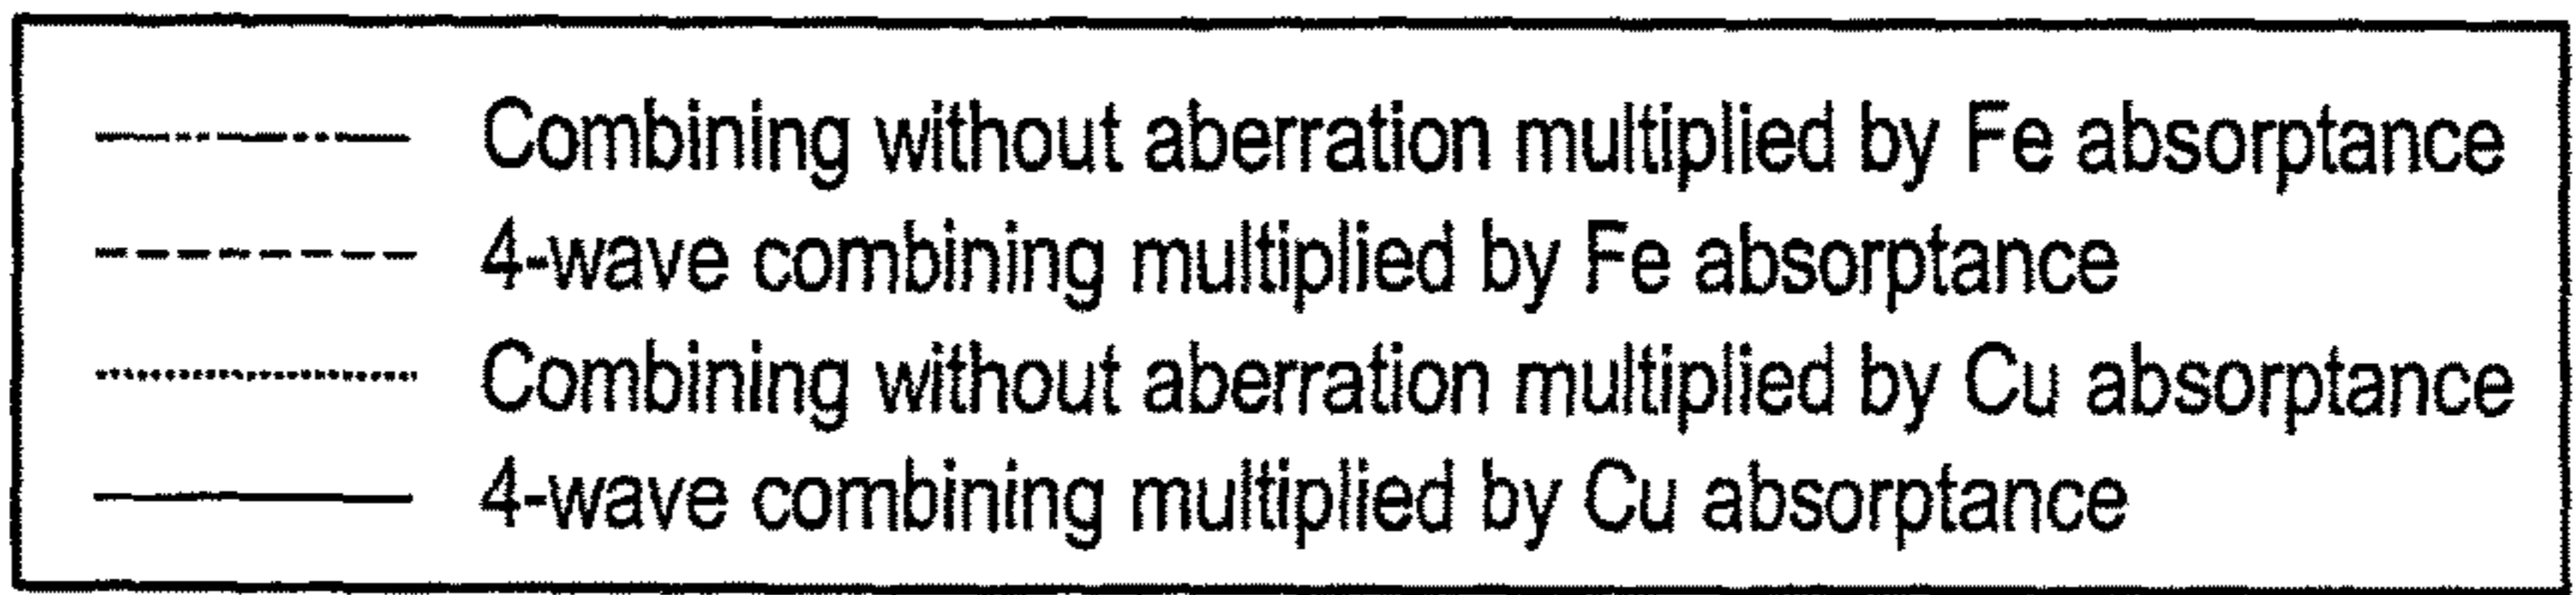 Combining without aberration multiplied by Fe absorptance
4-wave combining multiplied by Fe absorptance
Combining without aberration multiplied by Cu absorptance
4-wave combining multiplied by Cu absorptance